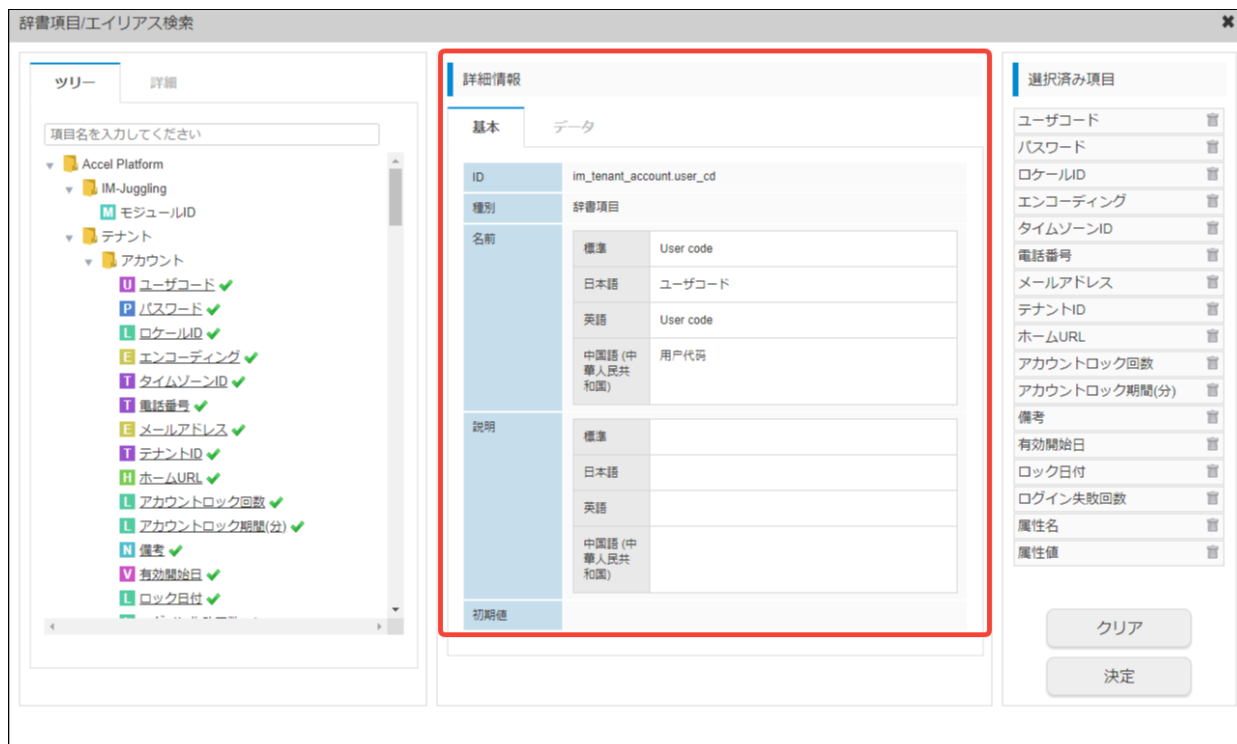 辞書項目/エイリアス検索
ツリー
詳細
項目名を入力してください
Accel Platform
IM-Juggling
M モジュールID
テナント
アカウント
U ユーザコード
P パスワード
L ロケールID
E エンコーディング
T タイムゾーンID
T 電話番号
E メールアドレス
T テナントID
H ホームURL
L アカウントロック回数
L アカウントロック期間(分)
N 備考
V 有効開始日
L ロック日付
詳細情報
基本
データ
ID
im_tenant_account.user_cd
種別
辞書項目
名前
標準
User code
日本語
ユーザコード
英語
User code
中国語 (中
華人民共
和国)
用户代码
説明
標準
日本語
英語
中国語 (中
華人民共
和国)
初期値
選択済み項目
ユーザコード
パスワード
ロケールID
エンコーディング
タイムゾーンID
電話番号
メールアドレス
テナントID
ホームURL
アカウントロック回数
アカウントロック期間(分)
備考
有効開始日
ロック日付
ログイン失敗回数
属性名
属性値
クリア
決定